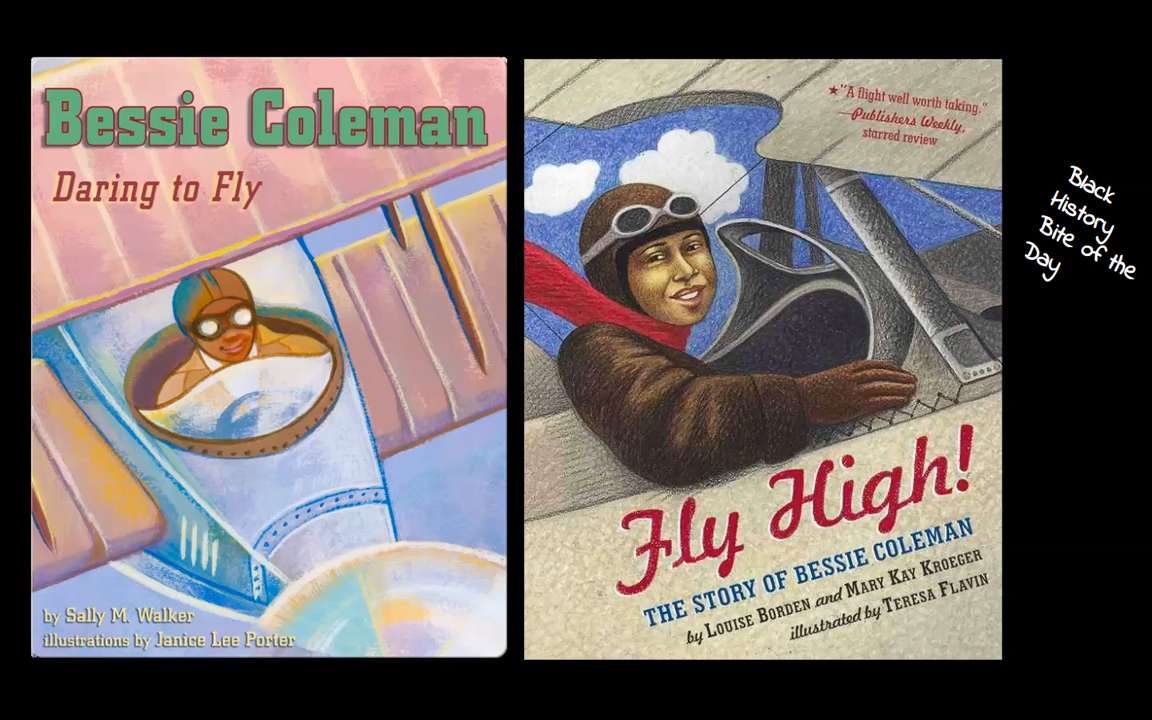 Bessie Coleman
Daring to Fly
by Sally M. Walker
illustrations by Janice Lee Porter
★"A flight well worth taking."
—Publishers Weekly,
starred review
Fly High!
THE STORY OF BESSIE COLEMAN
by LOUISE BORDEN and MARY KAY KROEGER
illustrated by TERESA FLAVIN
Black
History
Bite of the
Day